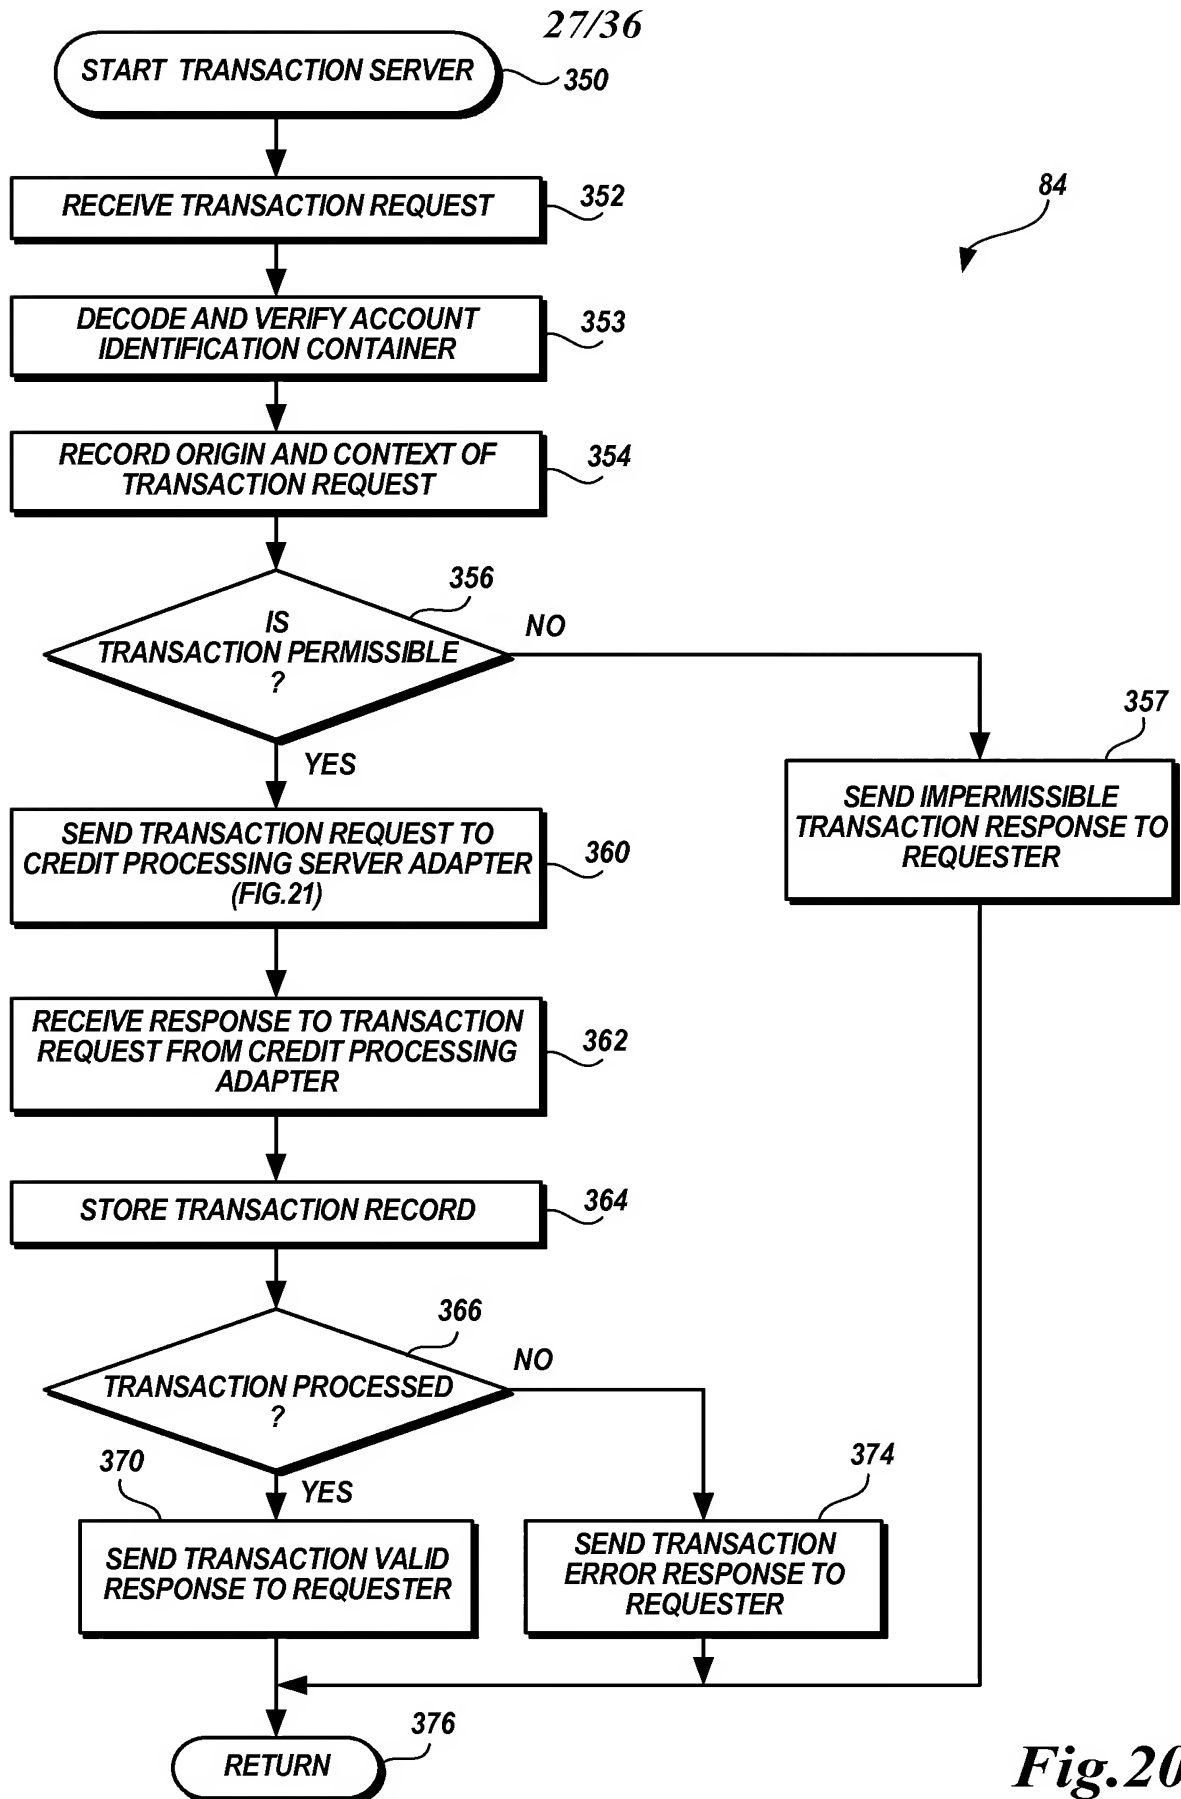 27/36
START TRANSACTION SERVER
350
RECEIVE TRANSACTION REQUEST
352
84
DECODE AND VERIFY ACCOUNT
IDENTIFICATION CONTAINER
353
RECORD ORIGIN AND CONTEXT OF
TRANSACTION REQUEST
354
356
IS
TRANSACTION PERMISSIBLE
?
NO
YES
357
SEND IMPERMISSIBLE
TRANSACTION RESPONSE TO
REQUESTER
SEND TRANSACTION REQUEST TO
CREDIT PROCESSING SERVER ADAPTER
(FIG.21)
360
RECEIVE RESPONSE TO TRANSACTION
REQUEST FROM CREDIT PROCESSING
ADAPTER
362
STORE TRANSACTION RECORD
364
366
TRANSACTION PROCESSED
?
NO
YES
370
SEND TRANSACTION VALID
RESPONSE TO REQUESTER
374
SEND TRANSACTION
ERROR RESPONSE TO
REQUESTER
RETURN
376
Fig.20